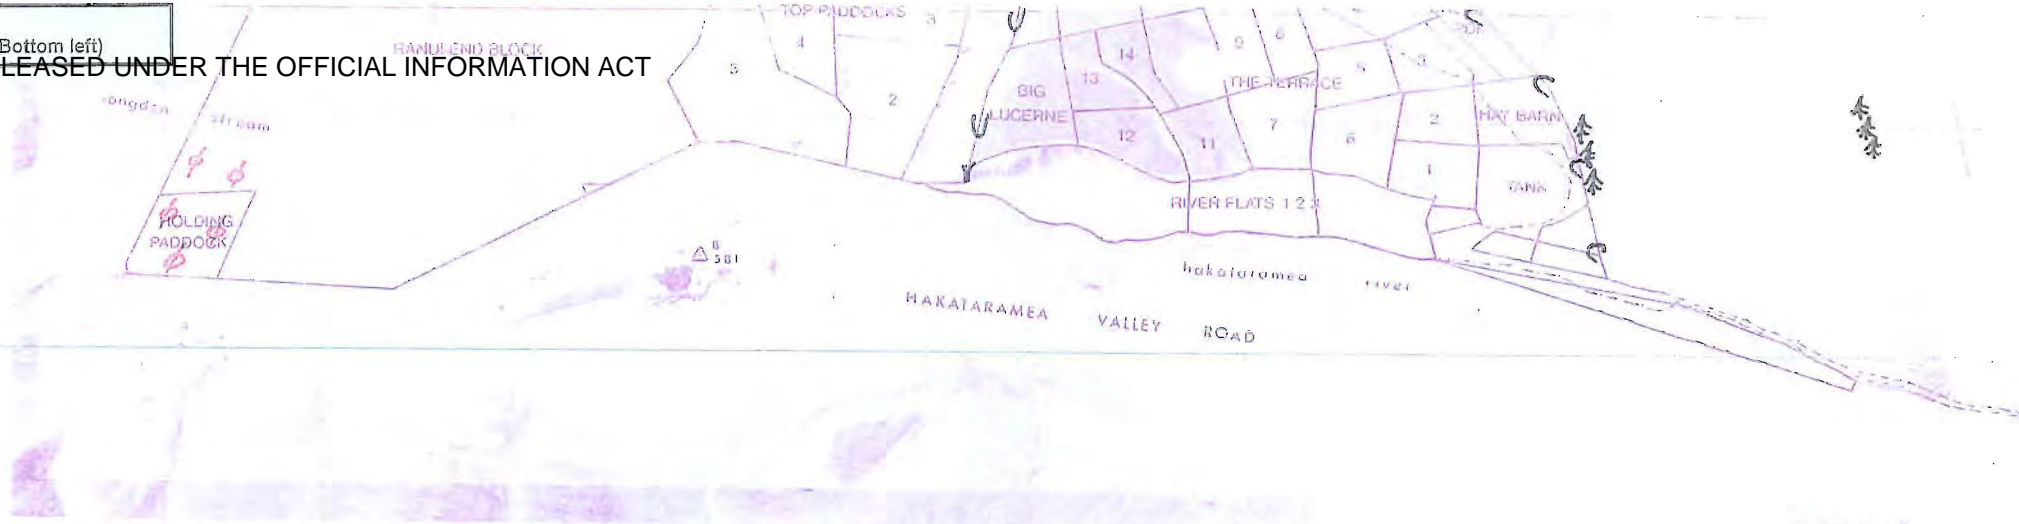 Bottom left)
LEASED UNDER THE OFFICIAL INFORMATION ACT
TOP PADDOCKS
3
4
5
2
BLOCK
stream
HOLDING
PADDOCK
BIG
LUCERNE
14
13
12
11
9
6
5
3
THE TERRACE
7
6
2
1
HAY BARN
TANK
RIVER FLATS 1 2 3
8
581
hakataramea river
HAKATARAMEA VALLEY ROAD